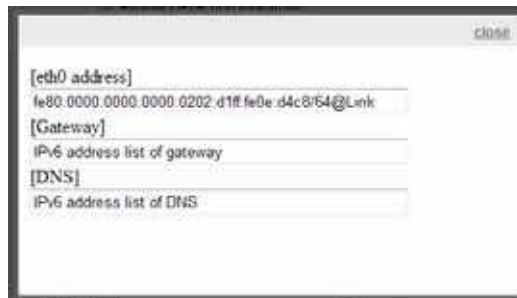 close
[eth0 address]
fe80:0000:0000:0000:0202:d1ff:fe0e:d4c8/64@Link
[Gateway]
IPv6 address list of gateway
[DNS]
IPv6 address list of DNS